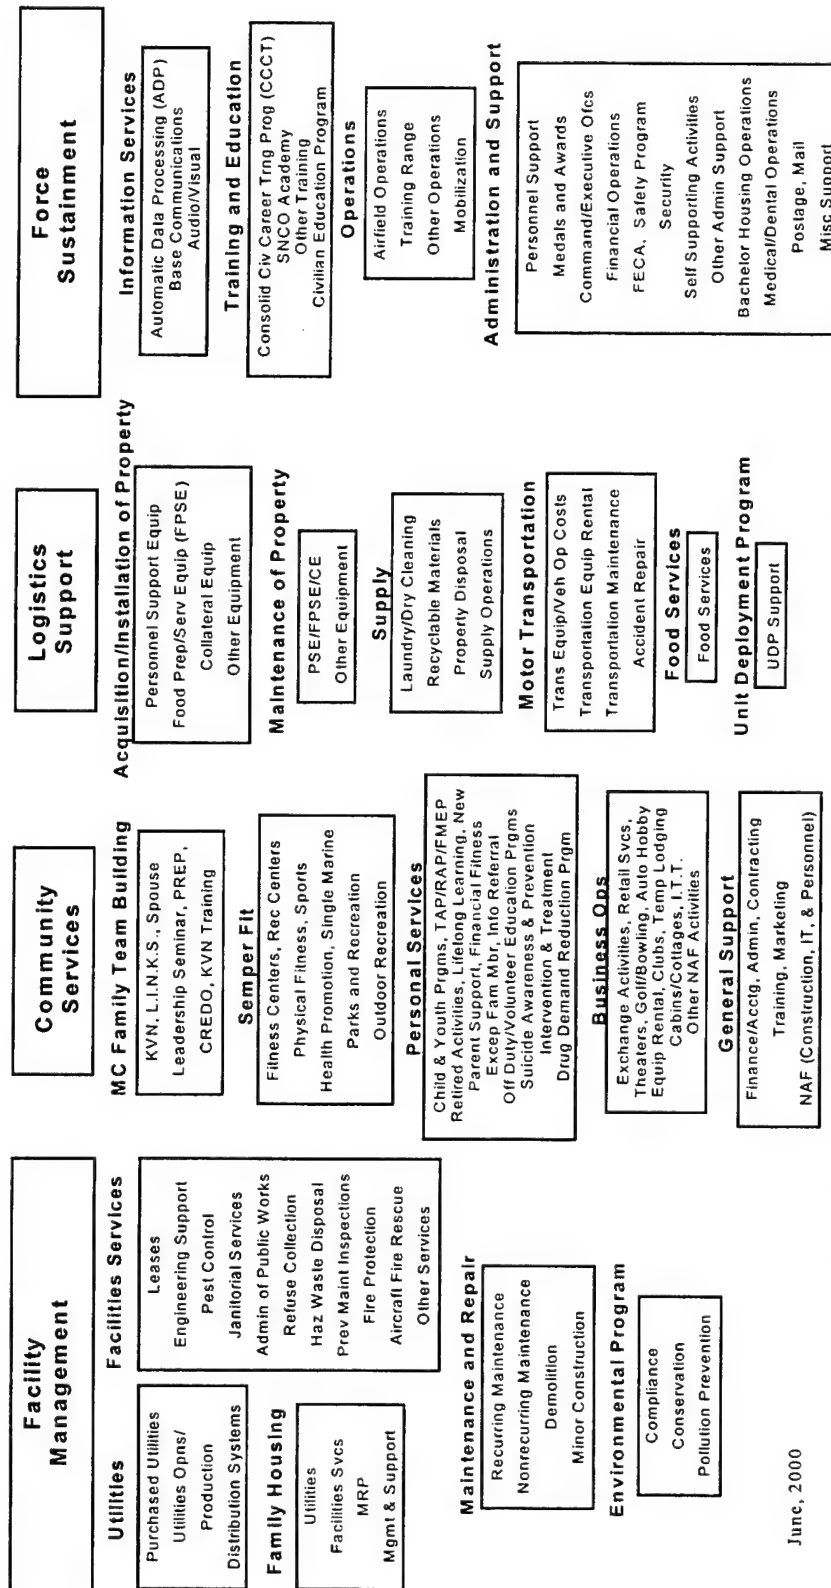 Facility
Management
Utilities
Purchased Utilities
Utilities Opns/
Production
Distribution Systems
Family Housing
Utilities
Facilities Svcs
MRP
Mgmt & Support
Facilities Services
Leases
Engineering Support
Pest Control
Janitorial Services
Admin of Public Works
Refuse Collection
Haz Waste Disposal
Prev Maint Inspections
Fire Protection
Aircraft Fire Rescue
Other Services
Maintenance and Repair
Recurring Maintenance
Nonrecurring Maintenance
Demolition
Minor Construction
Environmental Program
Compliance
Conservation
Pollution Prevention
Community
Services
MC Family Team Building
KVN, L.I.N.K.S., Spouse
Leadership Seminar, PREP,
CREDO, KVN Training
Semper Fit
Fitness Centers, Rec Centers
Physical Fitness, Sports
Health Promotion, Single Marine
Parks and Recreation
Outdoor Recreation
Personal Services
Child & Youth Prgms, TAP/RAP/FMEP
Retired Activities, Lifelong Learning, New
Parent Support, Financial Fitness
Excep Fam Mbr, Into Referral
Off Duty/Volunteer Education Prgms
Suicide Awareness & Prevention
Intervention & Treatment
Drug Demand Reduction Prgm
Business Ops
Exchange Activities, Retail Svcs,
Theaters, Golf/Bowling, Auto Hobby
Equip Rental, Clubs, Temp Lodging
Cabins/Cottages, I.T.T.
Other NAF Activities
General Support
Finance/Acctg, Admin, Contracting
Training, Marketing
NAF (Construction, IT, & Personnel)
Logistics
Support
Acquisition/Installation of Property
Personnel Support Equip
Food Prep/Serv Equip (FPSE)
Collateral Equip
Other Equipment
Maintenance of Property
PSE/FPSE/CE
Other Equipment
Supply
Laundry/Dry Cleaning
Recyclable Materials
Property Disposal
Supply Operations
Motor Transportation
Trans Equip/Veh Op Costs
Transportation Equip Rental
Transportation Maintenance
Accident Repair
Food Services
Food Services
Unit Deployment Program
UDP Support
Force
Sustainment
Information Services
Automatic Data Processing (ADP)
Base Communications
Audio/Visual
Training and Education
Consolid Civ Career Trng Prog (CCCT)
SNCO Academy
Other Training
Civilian Education Program
Operations
Airfield Operations
Training Range
Other Operations
Mobilization
Administration and Support
Personnel Support
Medals and Awards
Command/Executive Ofcs
Financial Operations
FECA, Safety Program
Security
Self Supporting Activities
Other Admin Support
Bachelor Housing Operations
Medical/Dental Operations
Postage, Mail
Misc Support
June, 2000